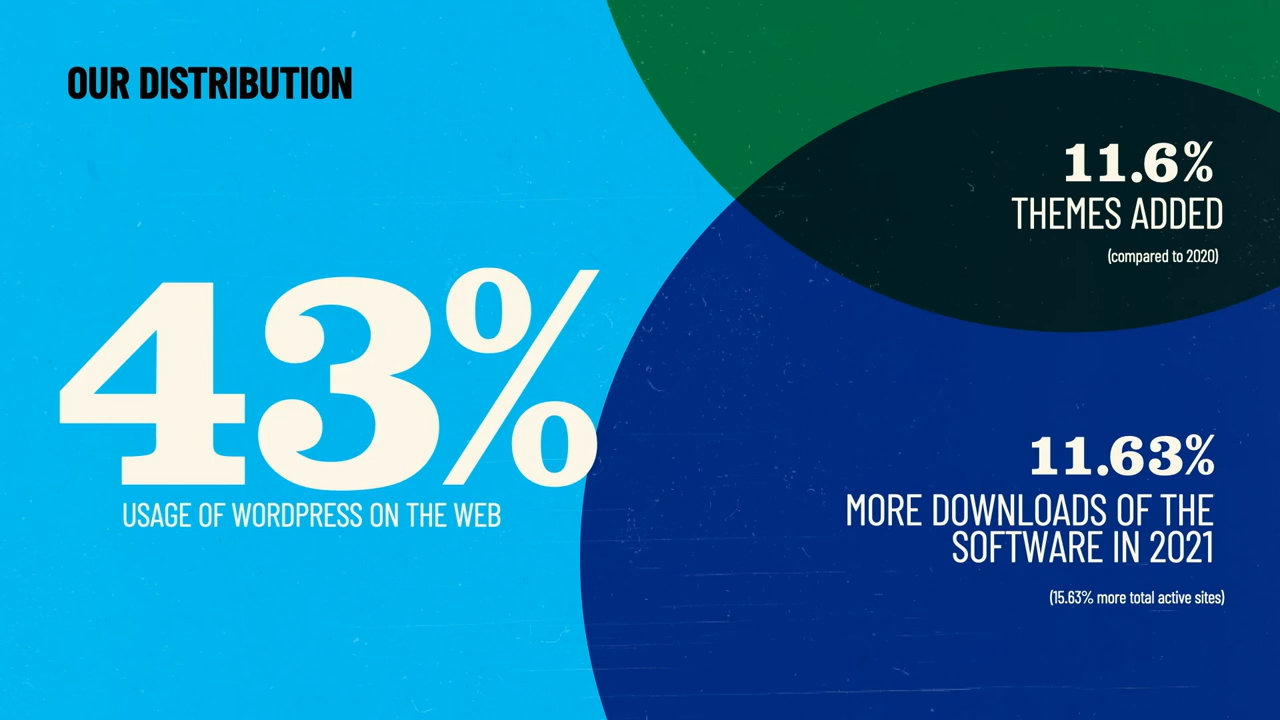 OUR DISTRIBUTION
43%
USAGE OF WORDPRESS ON THE WEB
11.6%
THEMES ADDED
(compared to 2020)
11.63%
MORE DOWNLOADS OF THE
SOFTWARE IN 2021
(15.63% more total active sites)